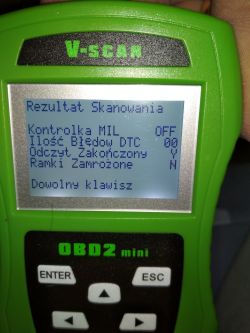 V-SCAN
Rezultat Skanowania
Kontrolka MIL OFF
Ilość Błędow DTC 00
Odczyt Zakończony Y
Ramki Zamrożone N
Dowolny klawisz
OBD2 mini
ENTER
ESC